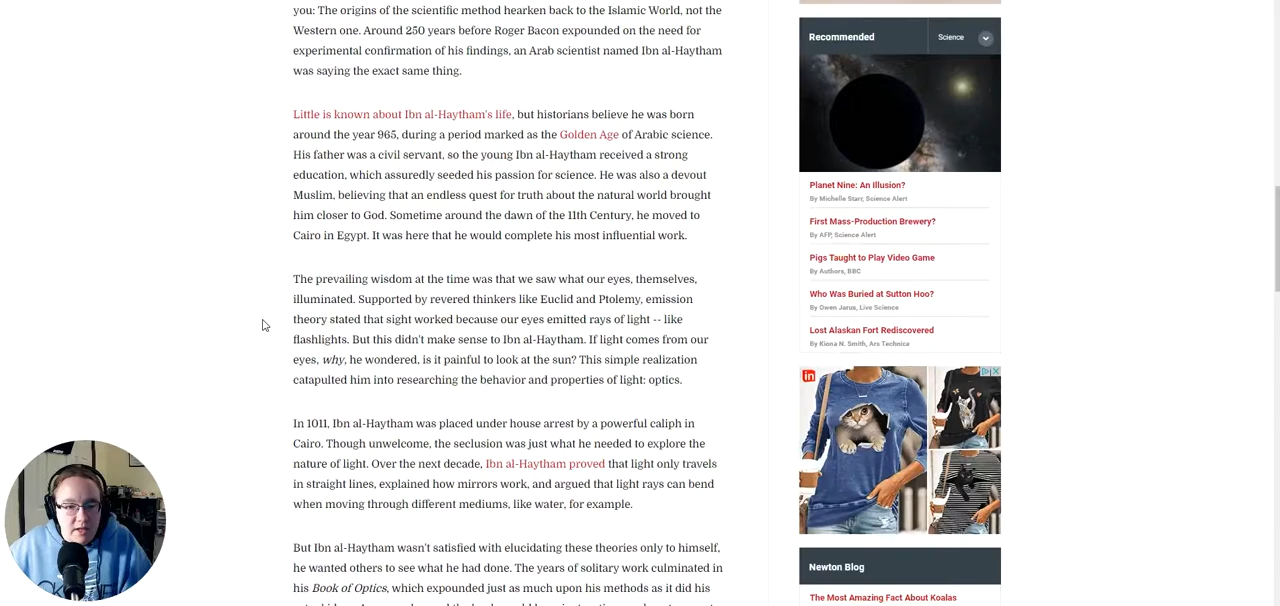 you: The origins of the scientific method hearken back to the Islamic World, not the
Western one. Around 250 years before Roger Bacon expounded on the need for
experimental confirmation of his findings, an Arab scientist named Ibn al-Haytham
was saying the exact same thing.
Little is known about Ibn al-Haytham's life, but historians believe he was born
around the year 965, during a period marked as the Golden Age of Arabic science.
His father was a civil servant, so the young Ibn al-Haytham received a strong
education, which assuredly seeded his passion for science. He was also a devout
Muslim, believing that an endless quest for truth about the natural world brought
him closer to God. Sometime around the dawn of the 11th Century, he moved to
Cairo in Egypt. It was here that he would complete his most influential work.
The prevailing wisdom at the time was that we saw what our eyes, themselves,
illuminated. Supported by revered thinkers like Euclid and Ptolemy, emission
theory stated that sight worked because our eyes emitted rays of light -- like
flashlights. But this didn't make sense to Ibn al-Haytham. If light comes from our
eyes, why, he wondered, is it painful to look at the sun? This simple realization
catapulted him into researching the behavior and properties of light: optics.
In 1011, Ibn al-Haytham was placed under house arrest by a powerful caliph in
Cairo. Though unwelcome, the seclusion was just what he needed to explore the
nature of light. Over the next decade, Ibn al-Haytham proved that light only travels
in straight lines, explained how mirrors work, and argued that light rays can bend
when moving through different mediums, like water, for example.
But Ibn al-Haytham wasn't satisfied with elucidating these theories only to himself,
he wanted others to see what he had done. The years of solitary work culminated in
his Book of Optics, which expounded just as much upon his methods as it did his
Recommended
Science
Planet Nine: An Illusion?
By Michelle Starr, Science Alert
First Mass-Production Brewery?
By AFP, Science Alert
Pigs Taught to Play Video Game
By Authors, BBC
Who Was Buried at Sutton Hoo?
By Owen Jarus, Live Science
Lost Alaskan Fort Rediscovered
By Kiona N. Smith, Ars Technica
in
Newton Blog
The Most Amazing Fact About Koalas